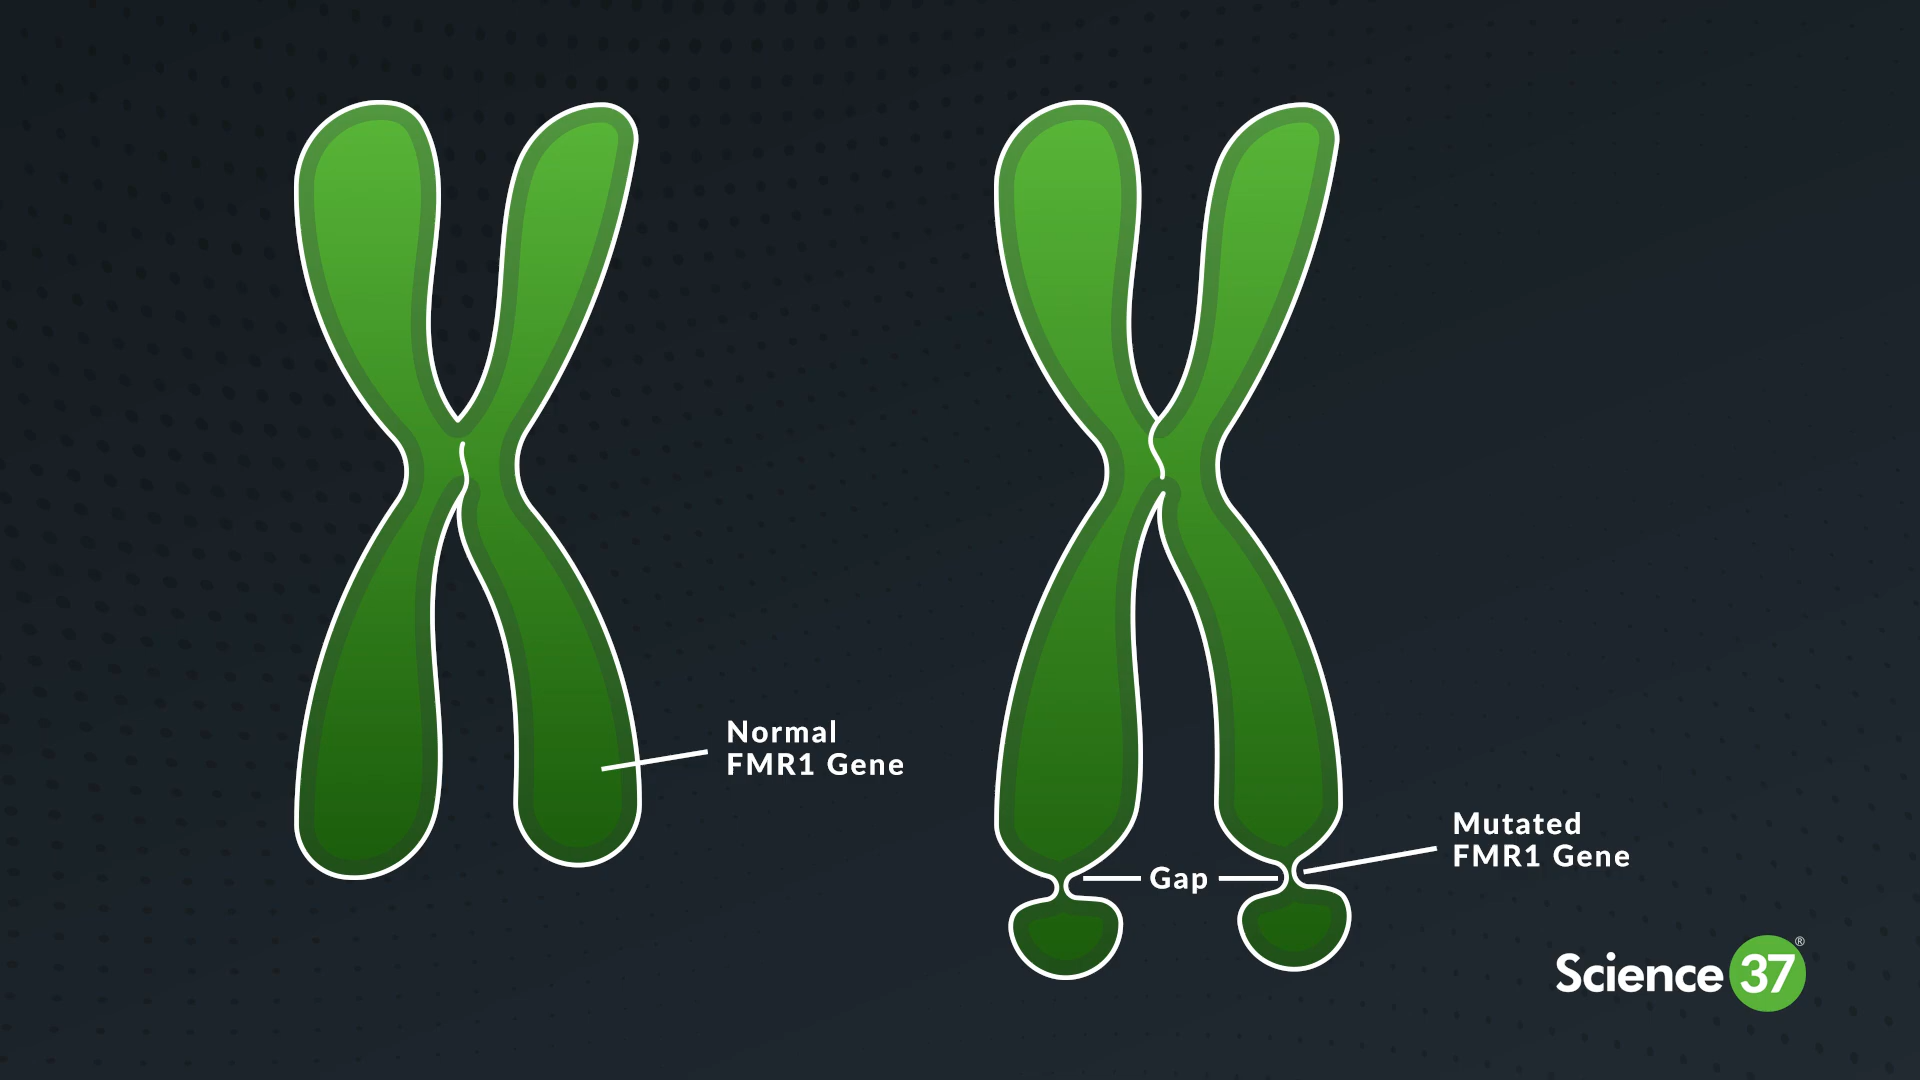 Normal
FMR1 Gene
Mutated
FMR1 Gene
Gap
Science 37®